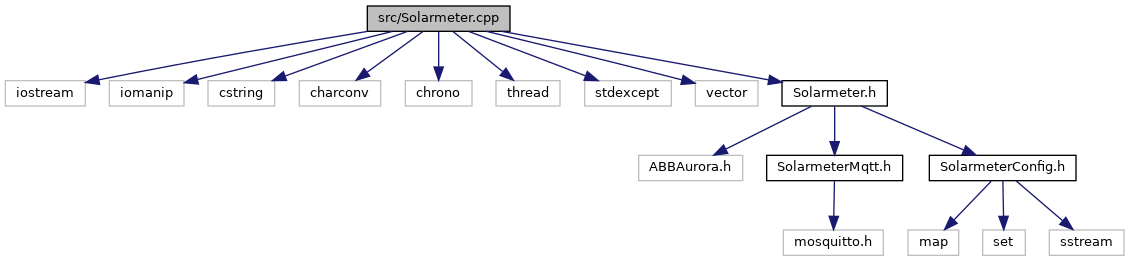 src/Solarmeter.cpp
iostream
iomanip
cstring
charconv
chrono
thread
stdexcept
vector
Solarmeter.h
ABBAurora.h
SolarmeterMqtt.h
SolarmeterConfig.h
mosquitto.h
map
set
sstream